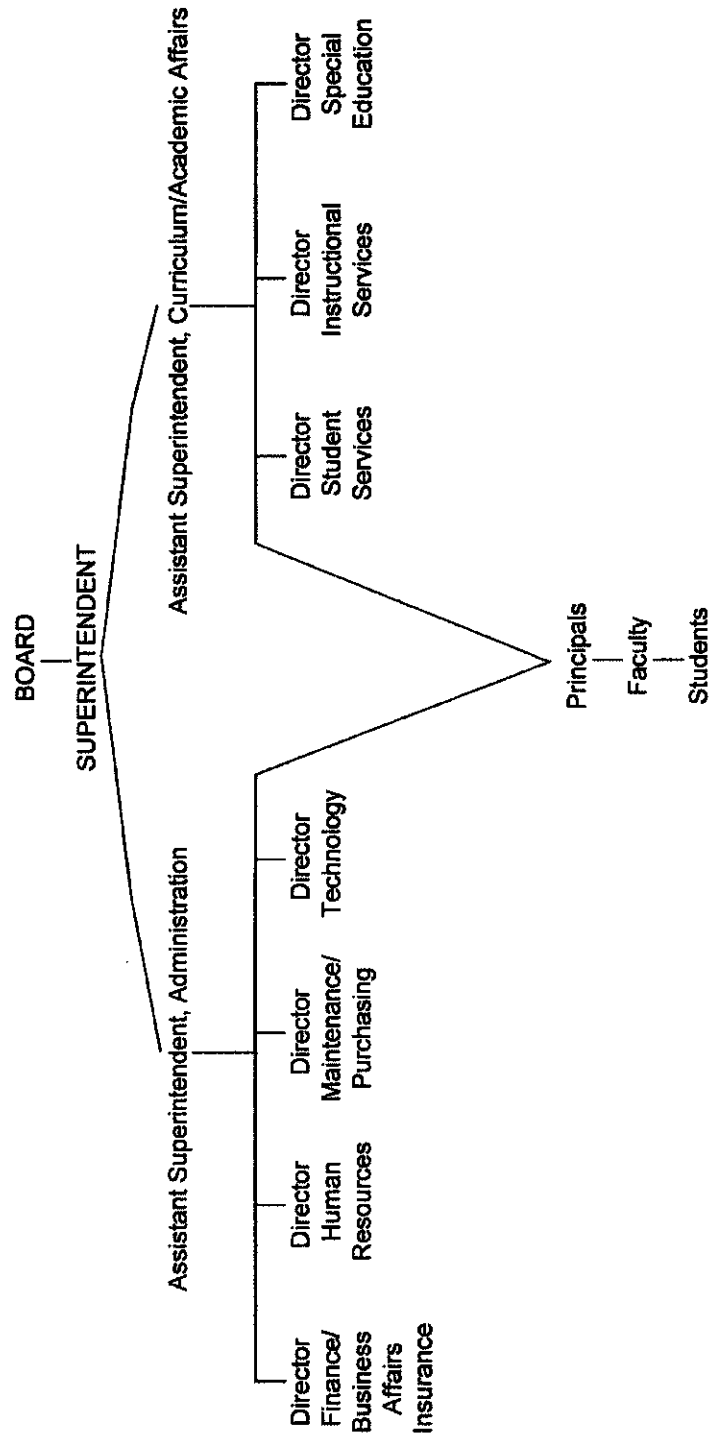 BOARD
SUPERINTENDENT
Assistant Superintendent, Administration
Assistant Superintendent, Curriculum/Academic Affairs
Director
Finance/
Business
Affairs
Insurance
Director
Human
Resources
Director
Maintenance/
Purchasing
Director
Technology
Director
Student
Services
Director
Instructional
Services
Director
Special
Education
Principals
Faculty
Students